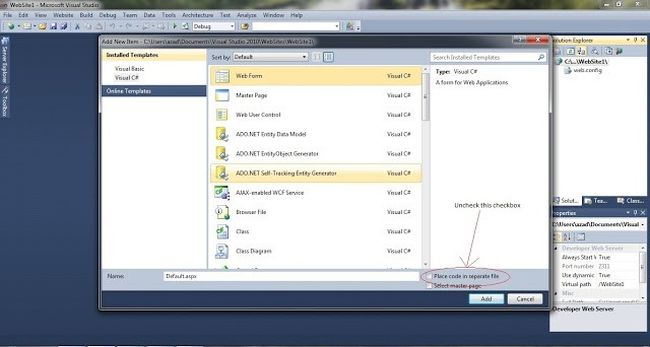 WebSite1 - Microsoft Visual Studio
File Edit View Website Build Debug Team Data Tools Architecture Test Analyze Window Help
Debug
Server Explorer
Toolbox
Add New Item - C:\Users\azad\Documents\Visual Studio 2010\WebSites\WebSite1\
Installed Templates
Visual Basic
Visual C#
Online Templates
Sort by: Default
Search Installed Templates
Web Form Visual C#
Master Page Visual C#
Web User Control Visual C#
ADO.NET Entity Data Model Visual C#
ADO.NET EntityObject Generator Visual C#
ADO.NET Self-Tracking Entity Generator Visual C#
AJAX-enabled WCF Service Visual C#
Browser File Visual C#
Class Visual C#
Class Diagram Visual C#
Type: Visual C#
A form for Web Applications
Uncheck this checkbox
Name: Default.aspx
Place code in separate file
Select master page
Add
Cancel
Solution Explorer
C:\...\WebSite1\
web.config
Solut...
Tea...
Class...
Properties
C:\Users\azad\Documents\Visual
Developer Web Server
Always Start W True
Port number 2311
Use dynamic True
Virtual path /WebSite1
Misc
Developer Web Server